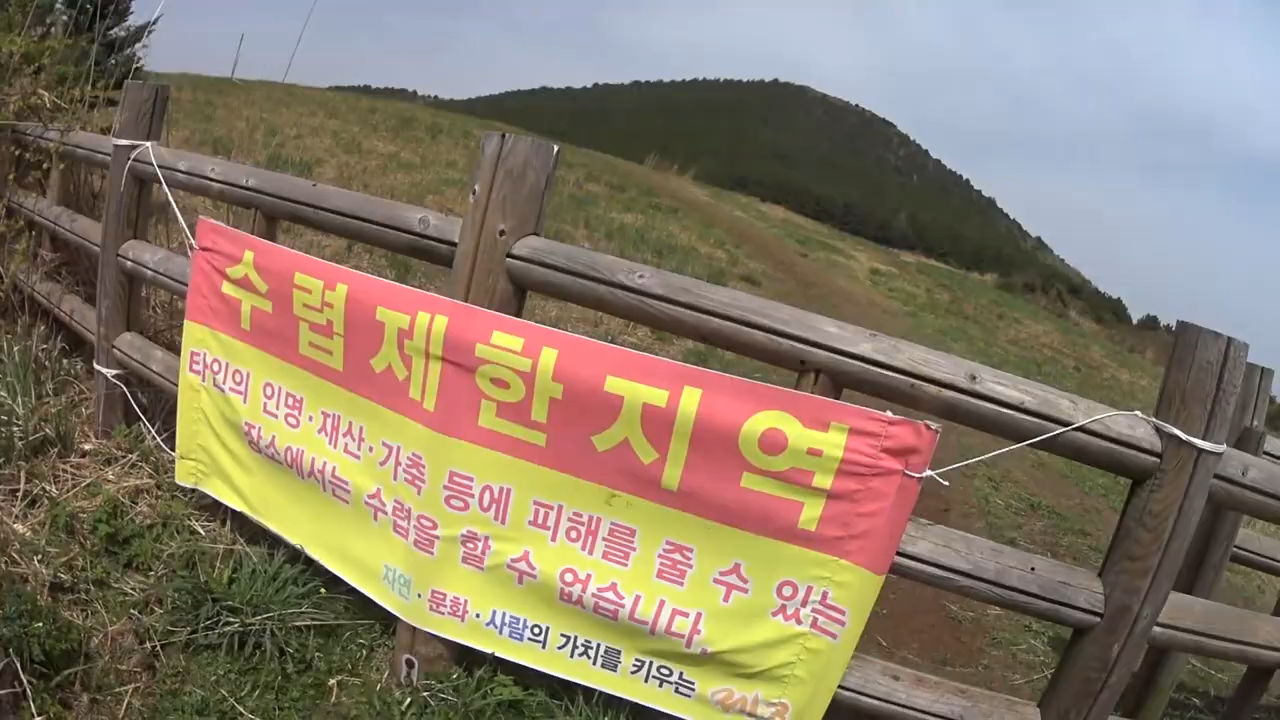 수렵제한지역
타인의 인명·재산·가축 등에 피해를 줄 수 있는
장소에서는 수렵을 할 수 없습니다.
자연·문화·사람의 가치를 키우는